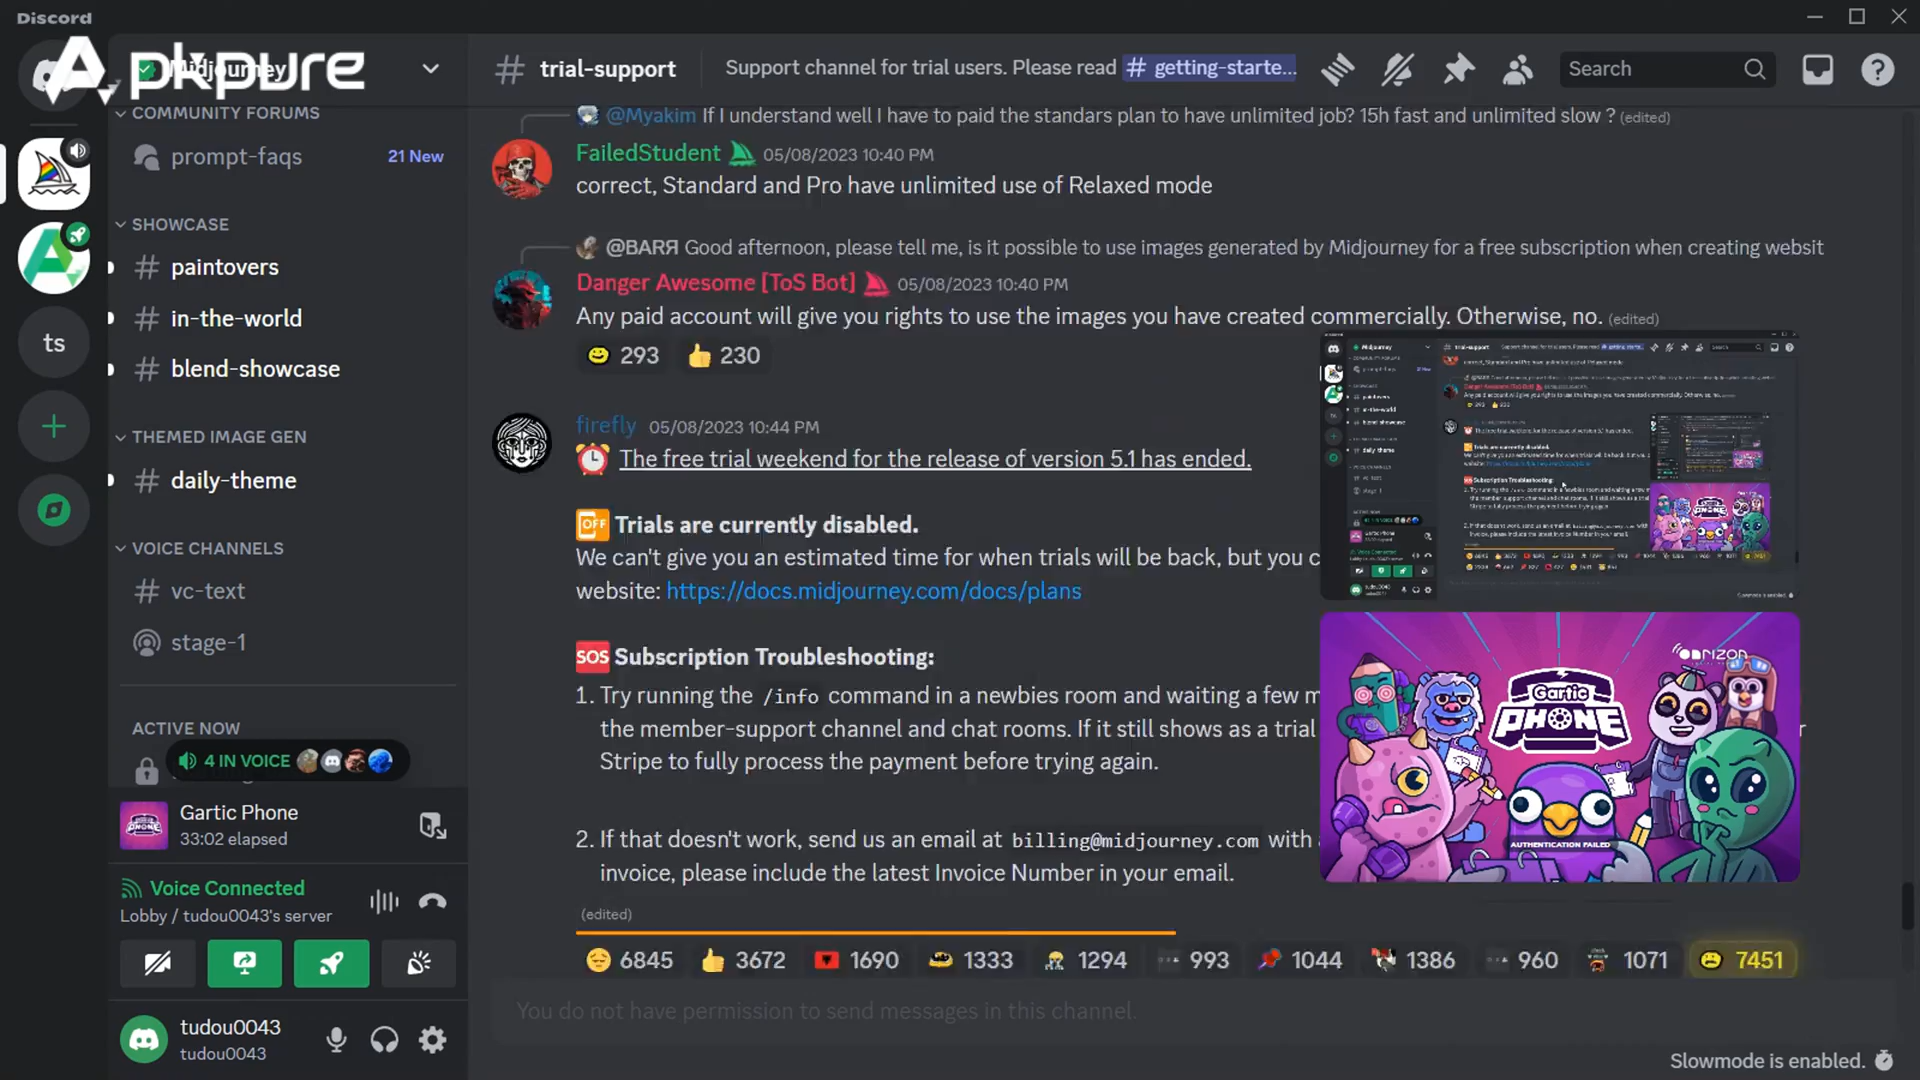 Discord
Apkpure
Midjourney
COMMUNITY FORUMS
prompt-faqs
21 New
SHOWCASE
paintovers
in-the-world
blend-showcase
THEMED IMAGE GEN
daily-theme
VOICE CHANNELS
vc-text
stage-1
ACTIVE NOW
4 IN VOICE
Gartic Phone
33:02 elapsed
Voice Connected
Lobby / tudou0043's server
tudou0043
tudou0043
ts
# trial-support
Support channel for trial users. Please read # getting-starte...
Search
@Myakim If I understand well I have to paid the standars plan to have unlimited job? 15h fast and unlimited slow ? (edited)
FailedStudent 05/08/2023 10:40 PM
correct, Standard and Pro have unlimited use of Relaxed mode
@BARЯ Good afternoon, please tell me, is it possible to use images generated by Midjourney for a free subscription when creating websit
Danger Awesome [ToS Bot] 05/08/2023 10:40 PM
Any paid account will give you rights to use the images you have created commercially. Otherwise, no. (edited)
293 230
firefly 05/08/2023 10:44 PM
The free trial weekend for the release of version 5.1 has ended.
OFF Trials are currently disabled.
We can't give you an estimated time for when trials will be back, but you c
website: https://docs.midjourney.com/docs/plans
SOS Subscription Troubleshooting:
1. Try running the /info command in a newbies room and waiting a few m
the member-support channel and chat rooms. If it still shows as a trial
Stripe to fully process the payment before trying again.
2. If that doesn't work, send us an email at billing@midjourney.com with
invoice, please include the latest Invoice Number in your email.
(edited)
6845 3672 1690 1333 1294 993 1044 1386 960 1071 7451
You do not have permission to send messages in this channel.
Slowmode is enabled.
Gartic
PHONE
AUTHENTICATION FAILED